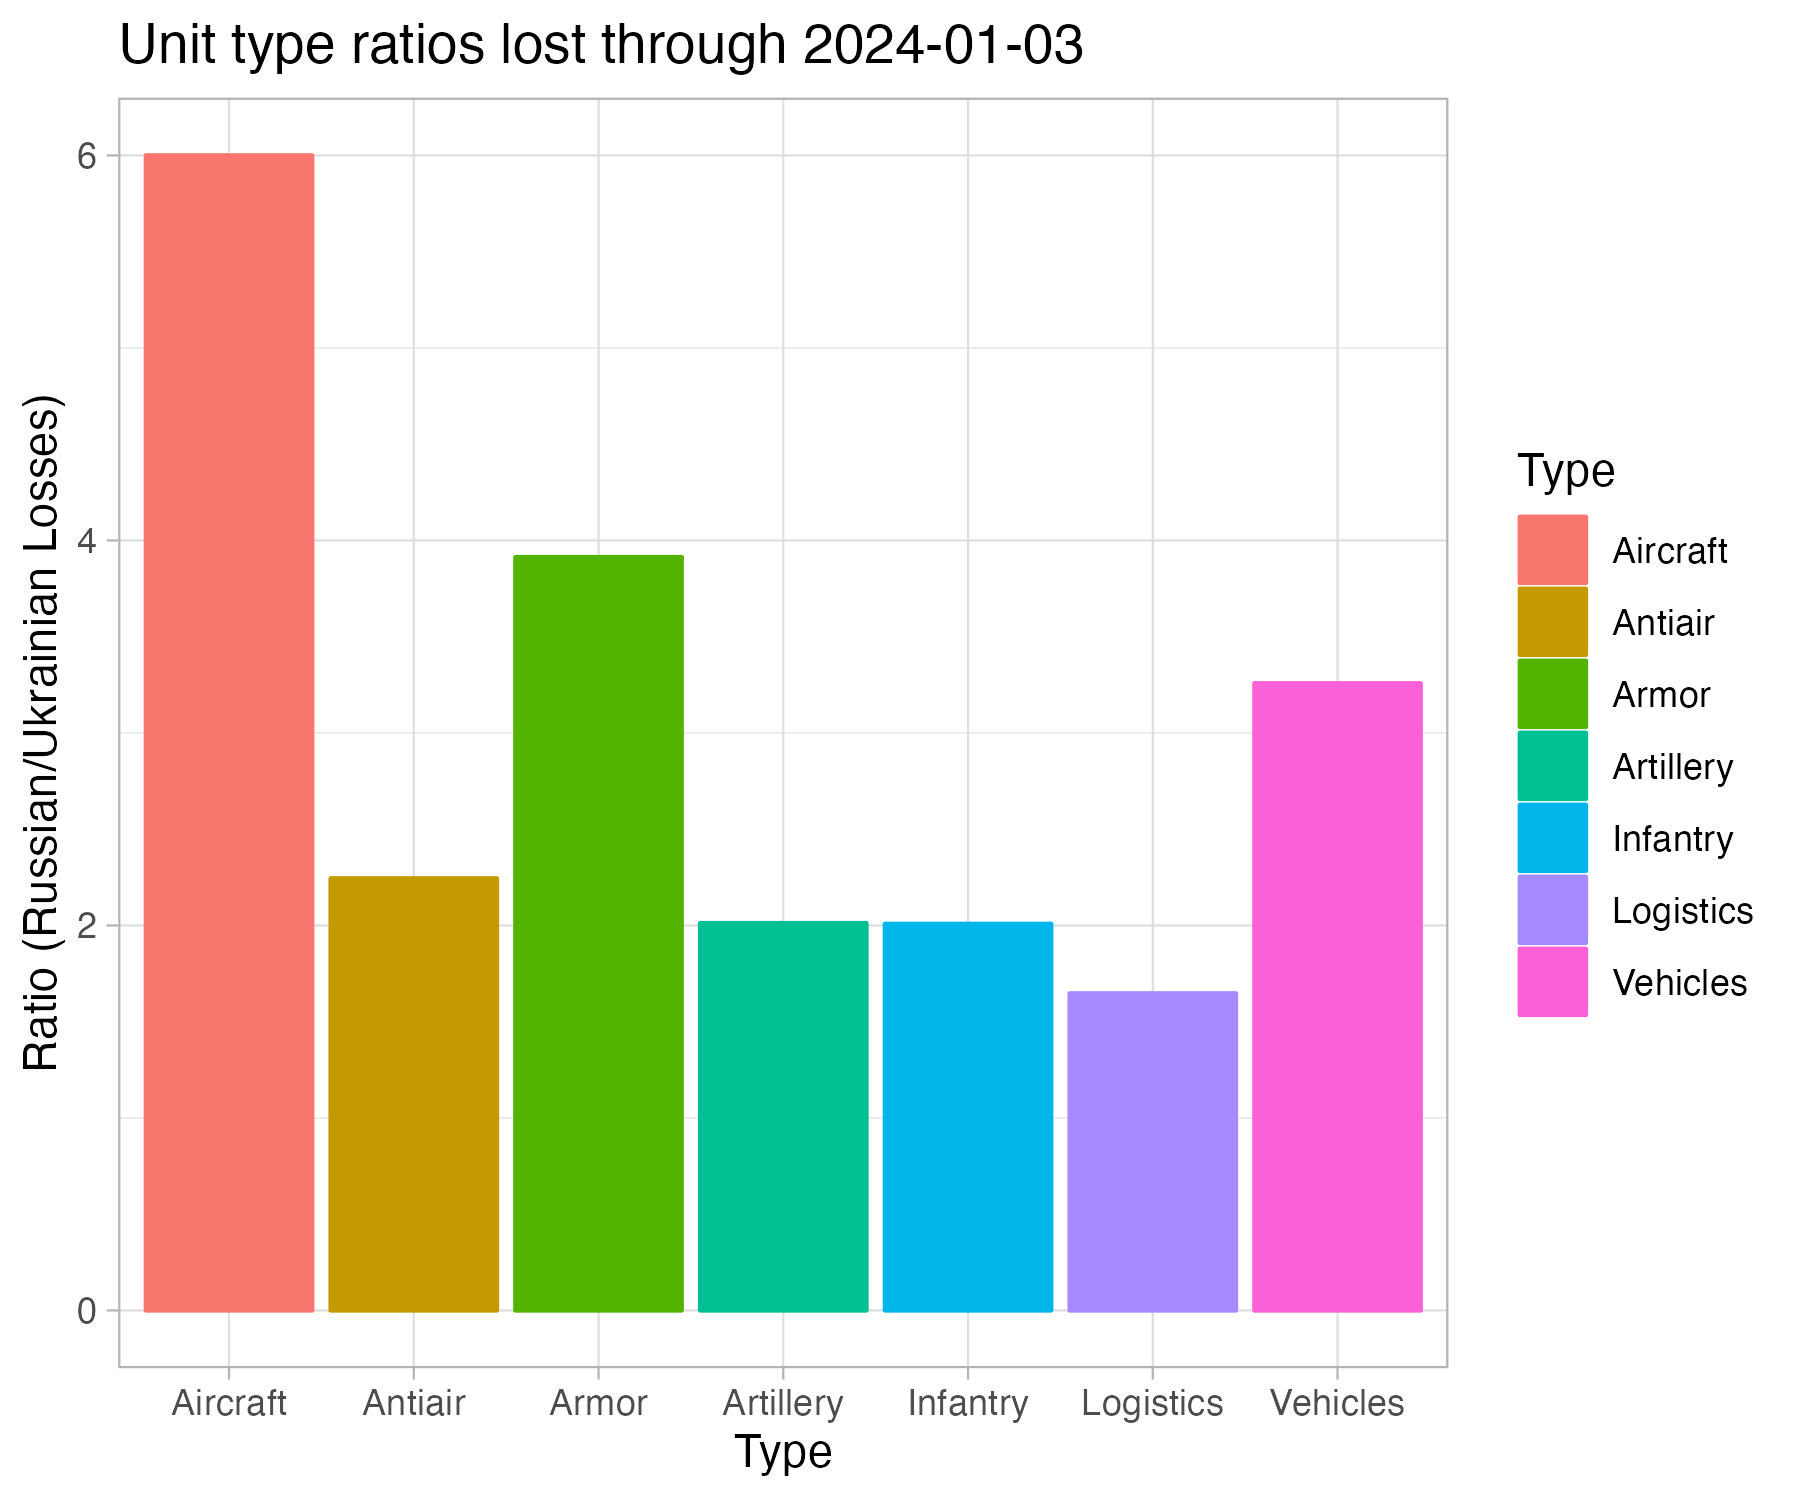 Unit type ratios lost through 2024-01-03
Ratio (Russian/Ukrainian Losses)
6
4
2
0
Aircraft
Antiair
Armor
Artillery
Infantry
Logistics
Vehicles
Type
Type
Aircraft
Antiair
Armor
Artillery
Infantry
Logistics
Vehicles